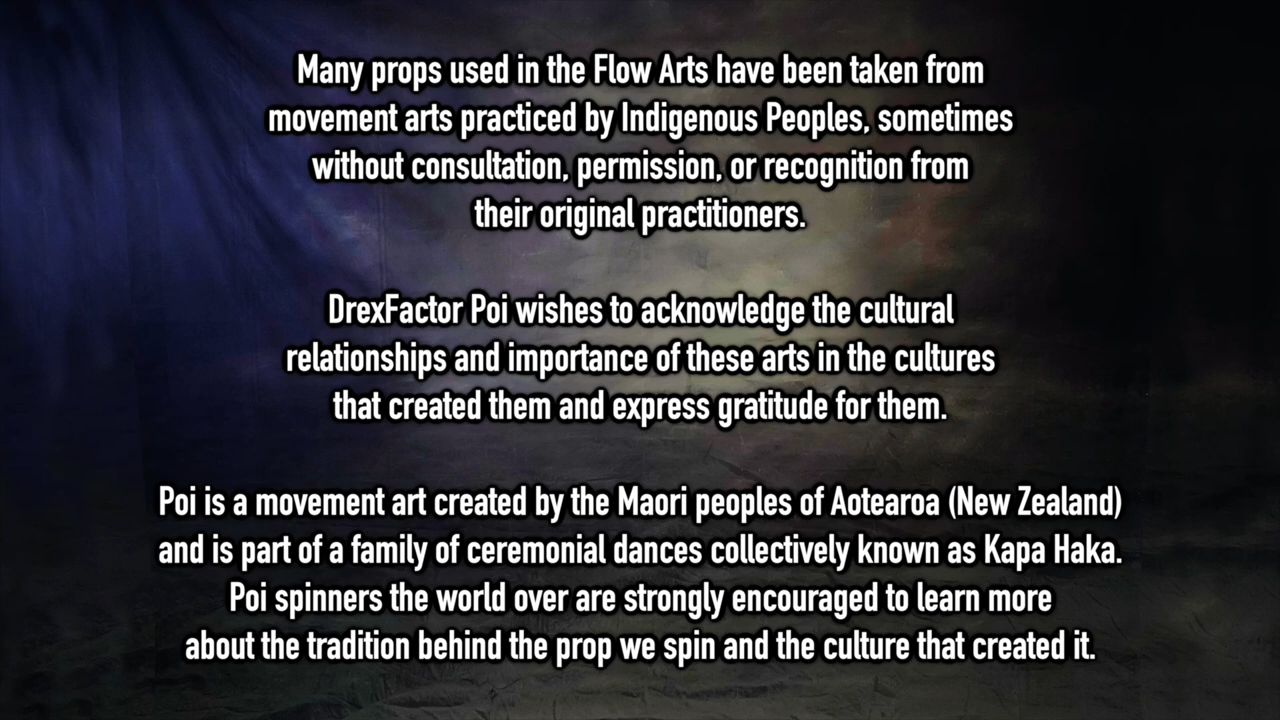 Many props used in the Flow Arts have been taken from
movement arts practiced by Indigenous Peoples, sometimes
without consultation, permission, or recognition from
their original practitioners.
DrexFactor Poi wishes to acknowledge the cultural
relationships and importance of these arts in the cultures
that created them and express gratitude for them.
Poi is a movement art created by the Maori peoples of Aotearoa (New Zealand)
and is part of a family of ceremonial dances collectively known as Kapa Haka.
Poi spinners the world over are strongly encouraged to learn more
about the tradition behind the prop we spin and the culture that created it.